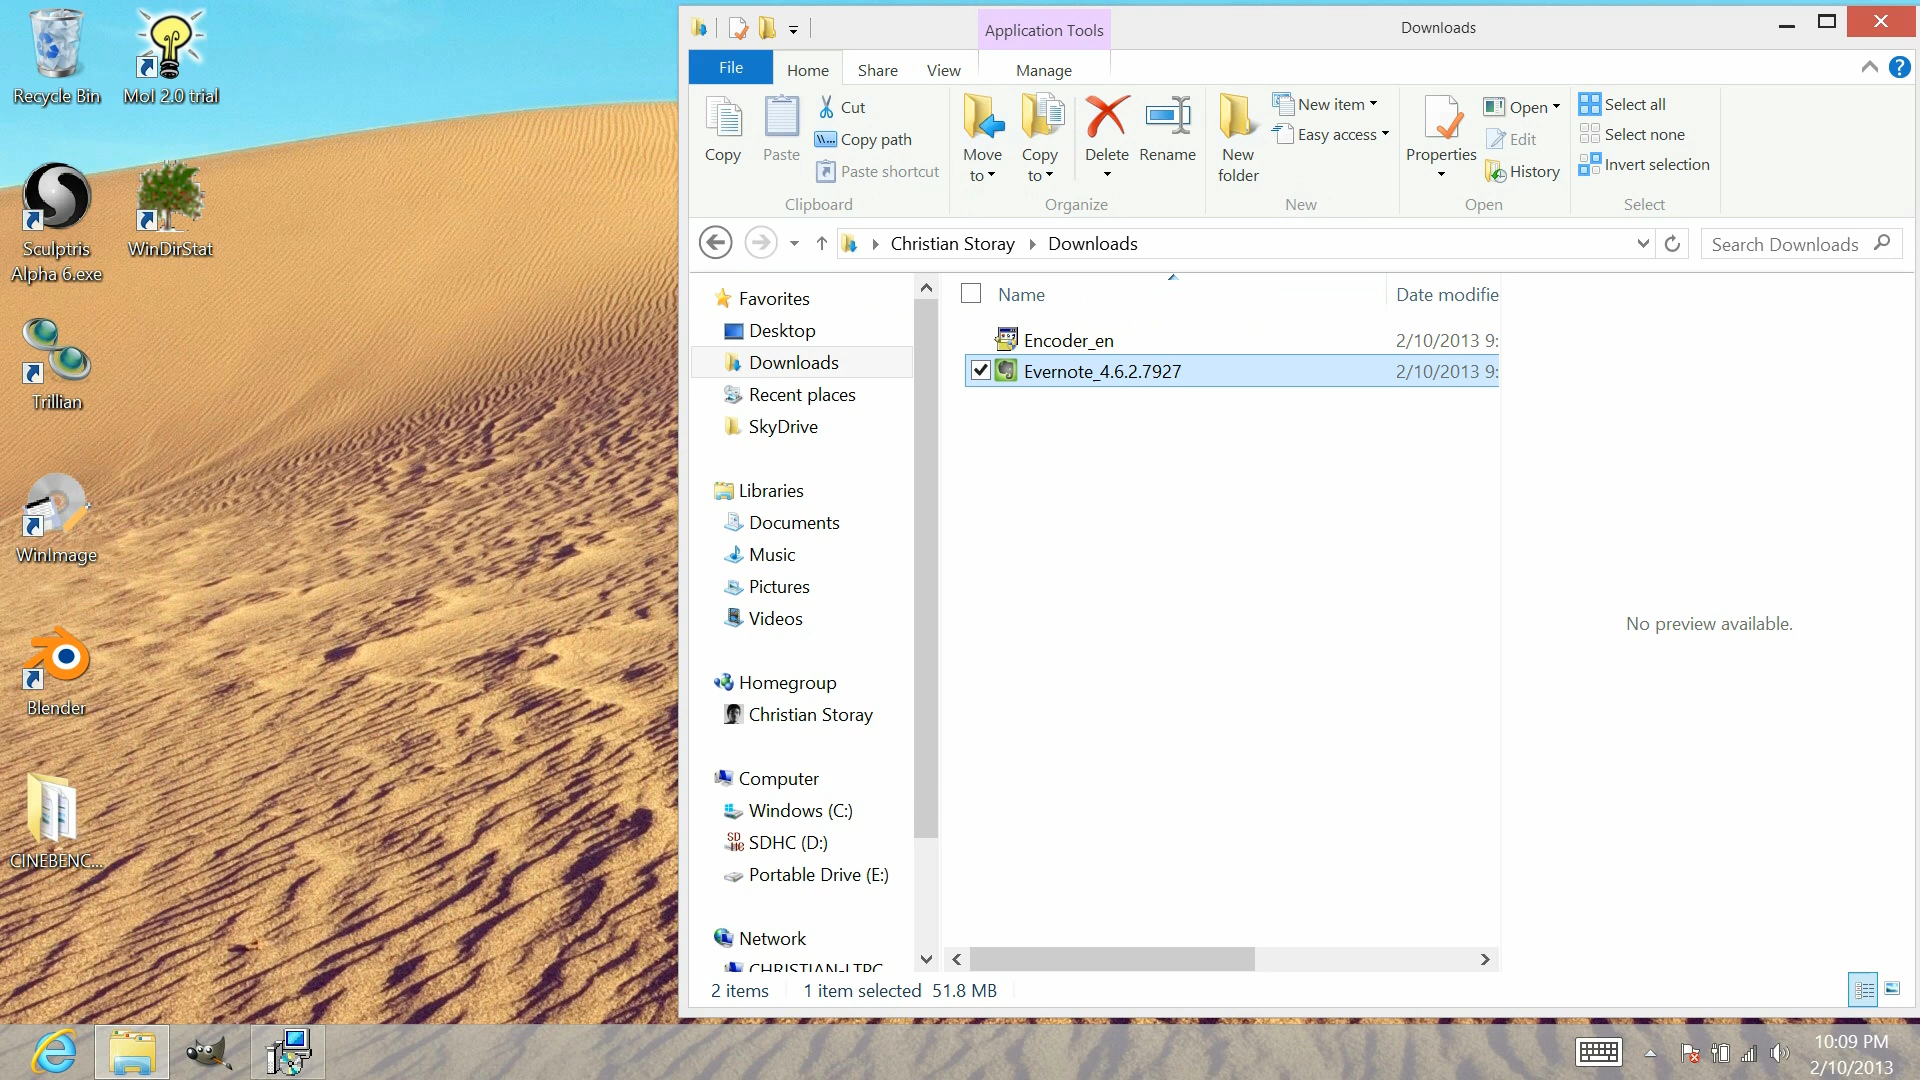 Recycle Bin
MoI 2.0 trial
Sculptris
Alpha 6.exe
WinDirStat
Trillian
WinImage
Blender
CINEBENC...
Application Tools
Downloads
File
Home
Share
View
Manage
Copy
Paste
Cut
Copy path
Paste shortcut
Clipboard
Move
to
Copy
to
Delete
Rename
Organize
New
folder
New item
Easy access
New
Properties
Open
Edit
History
Open
Select all
Select none
Invert selection
Select
Christian Storay
Downloads
Search Downloads
Favorites
Desktop
Downloads
Recent places
SkyDrive
Libraries
Documents
Music
Pictures
Videos
Homegroup
Christian Storay
Computer
Windows (C:)
SDHC (D:)
Portable Drive (E:)
Network
CHRISTIAN-LTPC
Name
Date modifie
Encoder_en
2/10/2013 9:
Evernote_4.6.2.7927
2/10/2013 9:
No preview available.
2 items
1 item selected 51.8 MB
10:09 PM
2/10/2013